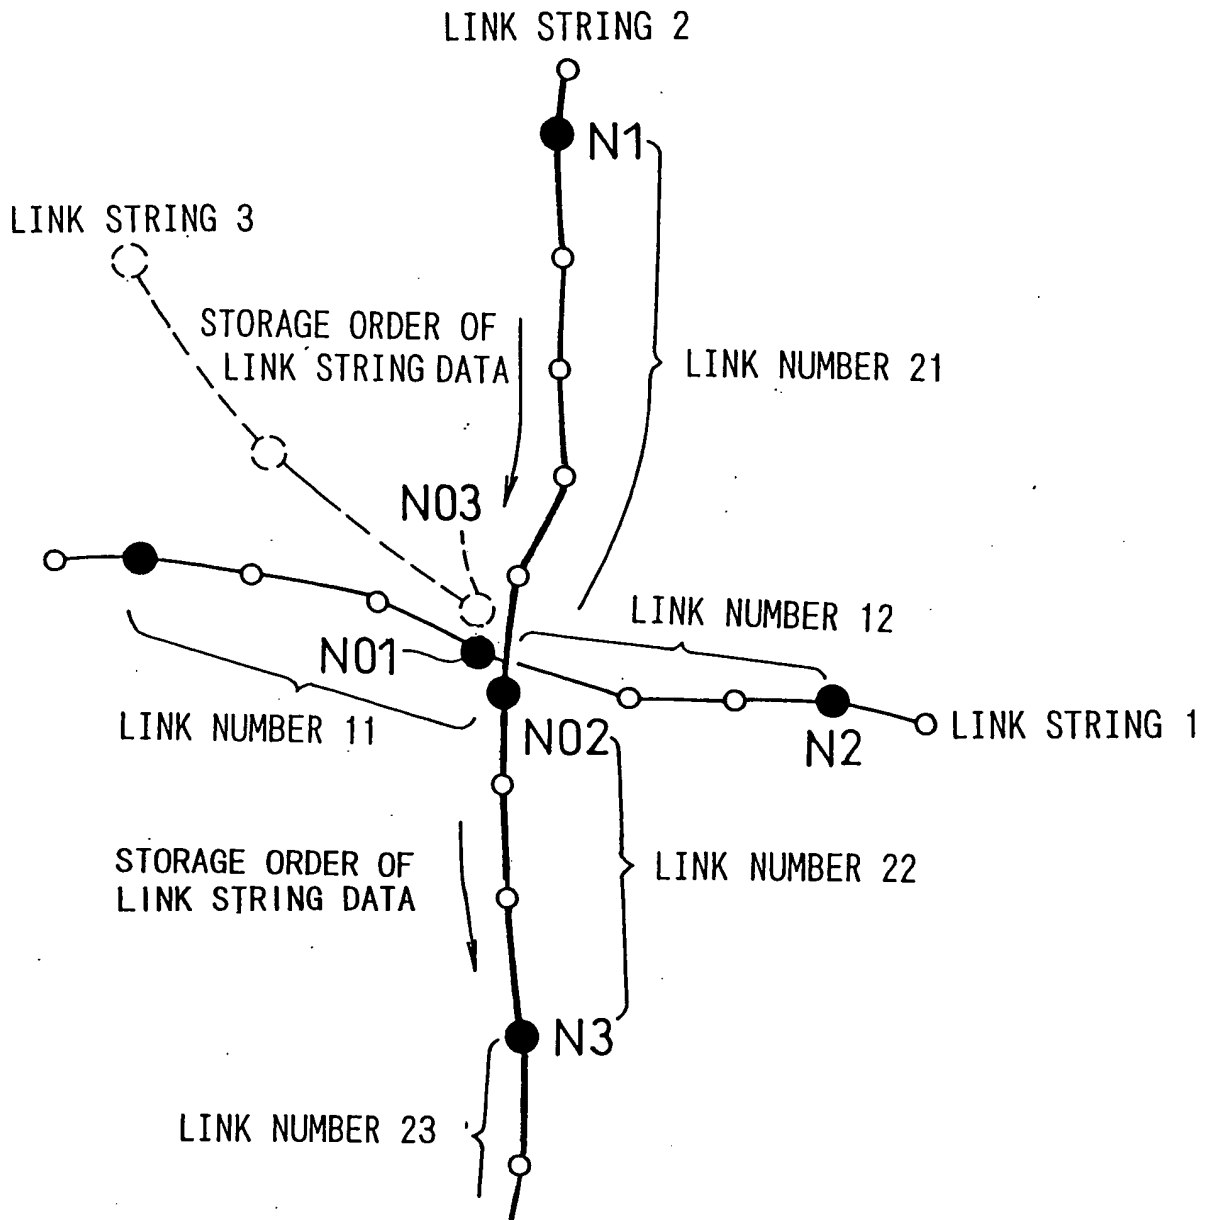 LINK STRING 2
N1
LINK STRING 3
STORAGE ORDER OF
LINK STRING DATA
LINK NUMBER 21
N03
LINK NUMBER 12
N01
LINK NUMBER 11
N02
N2
LINK STRING 1
STORAGE ORDER OF
LINK STRING DATA
LINK NUMBER 22
N3
LINK NUMBER 23